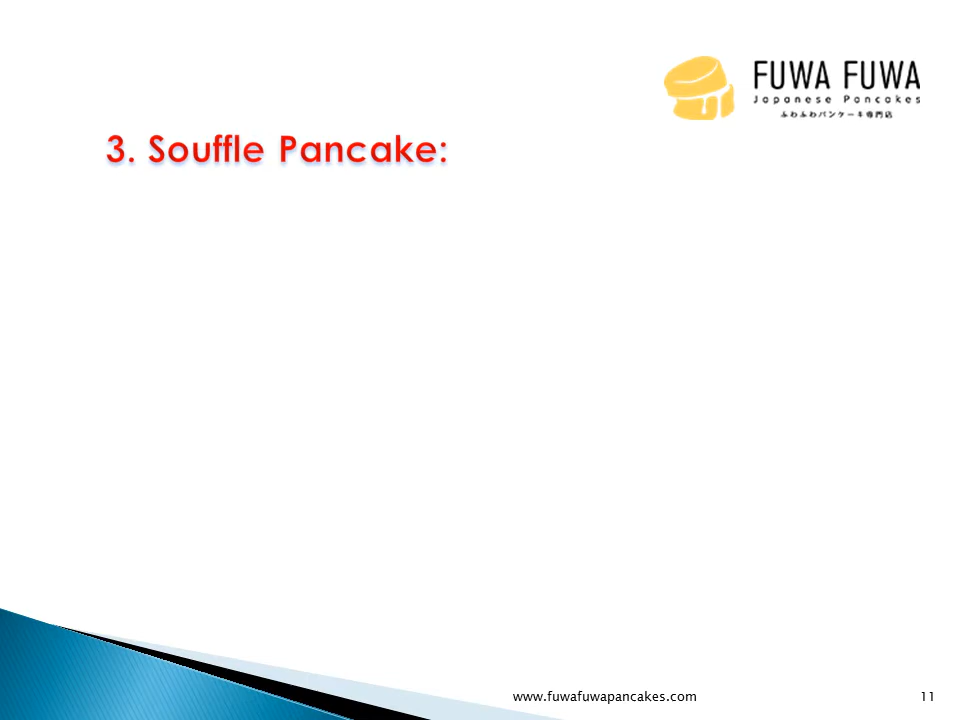 FUWA FUWA
Japanese Pancakes
ふわふわパンケーキ専門店
3. Souffle Pancake:
www.fuwafuwapancakes.com
11